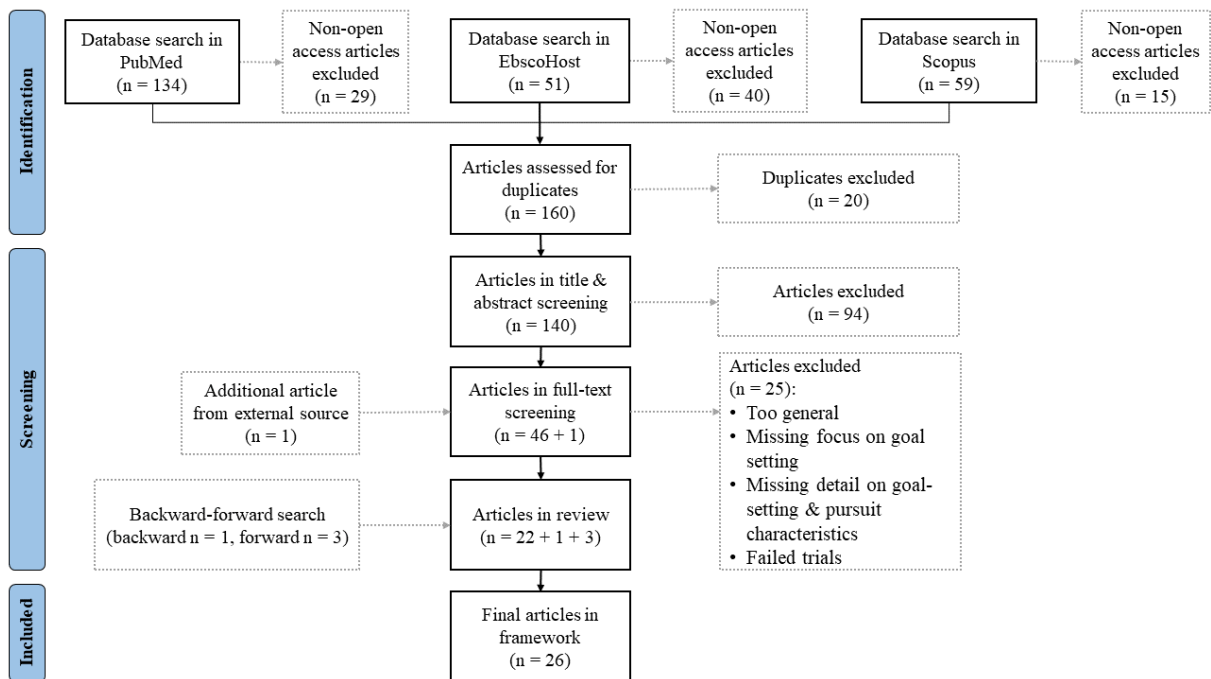 Identification
Database search in
PubMed
(n = 134)
Non-open
access articles
excluded
(n = 29)
Database search in
EbscoHost
(n = 51)
Non-open
access articles
excluded
(n = 40)
Database search in
Scopus
(n = 59)
Non-open
access articles
excluded
(n = 15)
Articles assessed for
duplicates
(n = 160)
Duplicates excluded
(n = 20)
Screening
Articles in title &
abstract screening
(n = 140)
Articles excluded
(n = 94)
Additional article
from external source
(n = 1)
Articles in full-text
screening
(n = 46 + 1)
Articles excluded
(n = 25):
• Too general
• Missing focus on goal
setting
• Missing detail on goal-
setting & pursuit
characteristics
• Failed trials
Backward-forward search
(backward n = 1, forward n = 3)
Articles in review
(n = 22 + 1 + 3)
Included
Final articles in
framework
(n = 26)